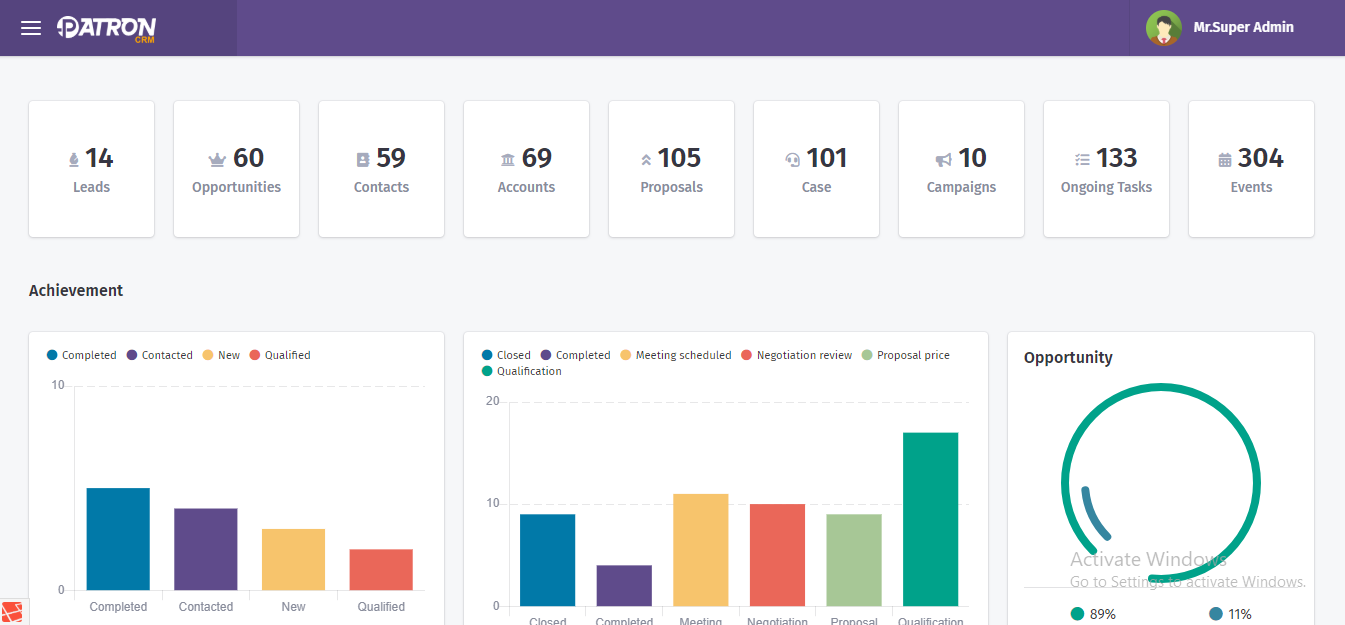 PATRON
CRM
Mr.Super Admin
14
Leads
60
Opportunities
59
Contacts
69
Accounts
105
Proposals
101
Case
10
Campaigns
133
Ongoing Tasks
304
Events
Achievement
Completed Contacted New Qualified
10
0
Completed Contacted New Qualified
Closed Completed Meeting scheduled Negotiation review Proposal price
Qualification
20
10
0
Closed Completed Meeting Negotiation Proposal Qualification
Opportunity
Activate Windows
Go to Settings to activate Windows.
89% 11%